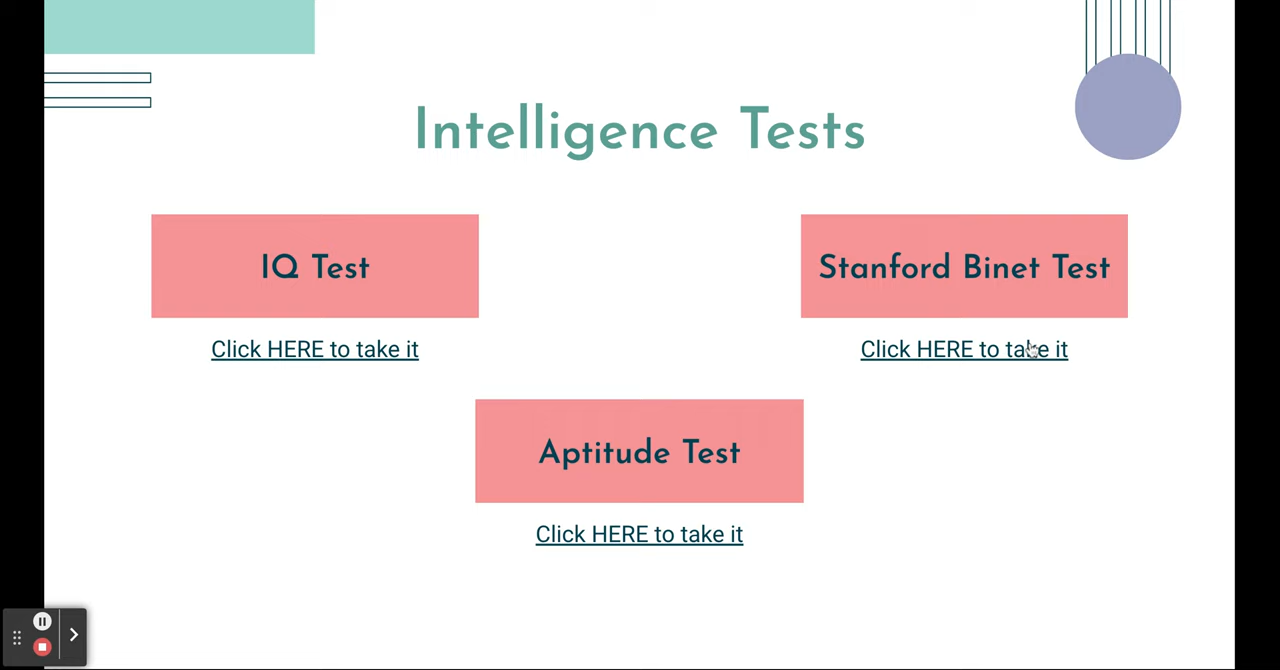 Intelligence Tests
IQ Test
Stanford Binet Test
Click HERE to take it
Click HERE to take it
Aptitude Test
Click HERE to take it